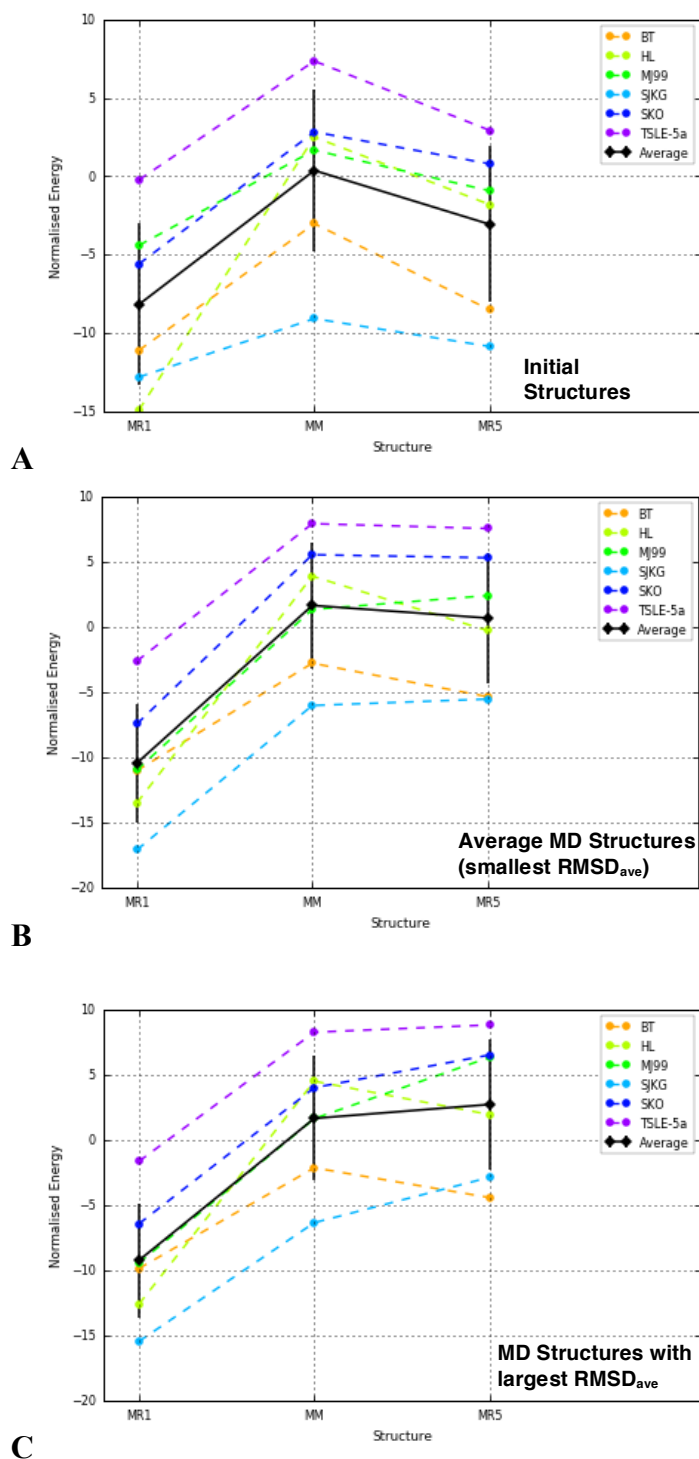 10
5
0
−5
−10
−15
Normalised Energy
BT
HL
MJ99
SJKG
SKO
TSLE-5a
Average
Initial
Structures
MR1
MM
MR5
Structure
A
10
5
0
−5
−10
−15
−20
Normalised Energy
BT
HL
MJ99
SJKG
SKO
TSLE-5a
Average
Average MD Structures
(smallest RMSDave)
MR1
MM
MR5
Structure
B
10
5
0
−5
−10
−15
−20
Normalised Energy
BT
HL
MJ99
SJKG
SKO
TSLE-5a
Average
MD Structures with
largest RMSDave
MR1
MM
MR5
Structure
C